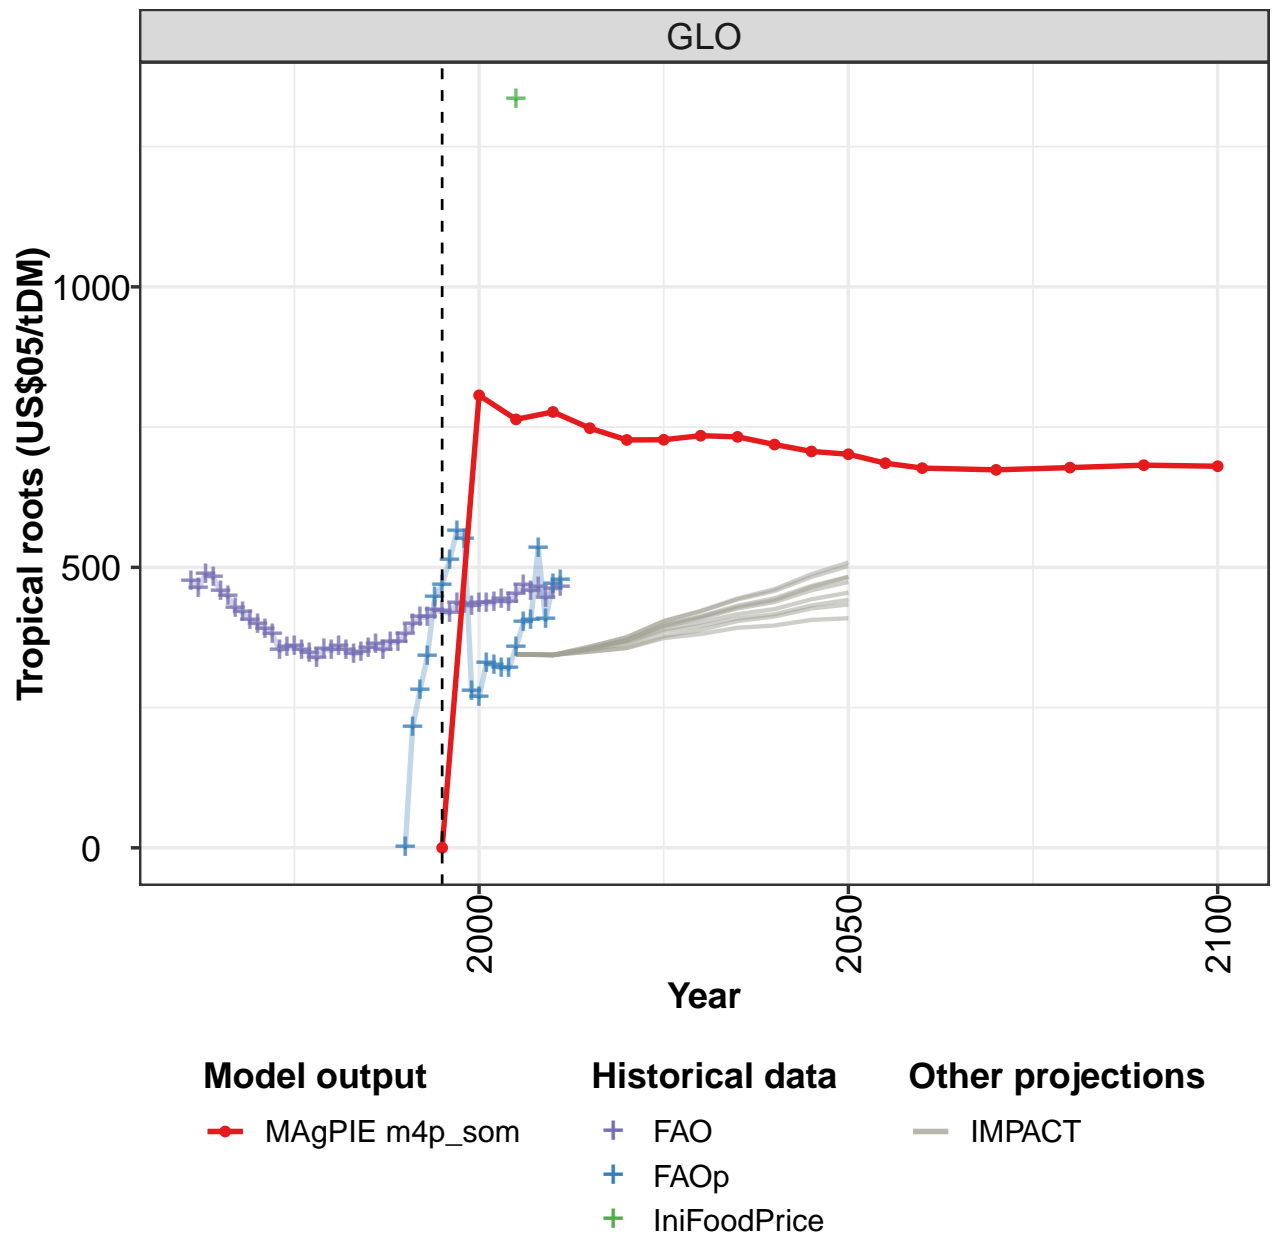 GLO
Tropical roots (US$05/tDM)
1000
500
0
2000
2050
2100
Year
Model output
MAgPIE m4p_som
Historical data
FAO
FAOp
IniFoodPrice
Other projections
IMPACT